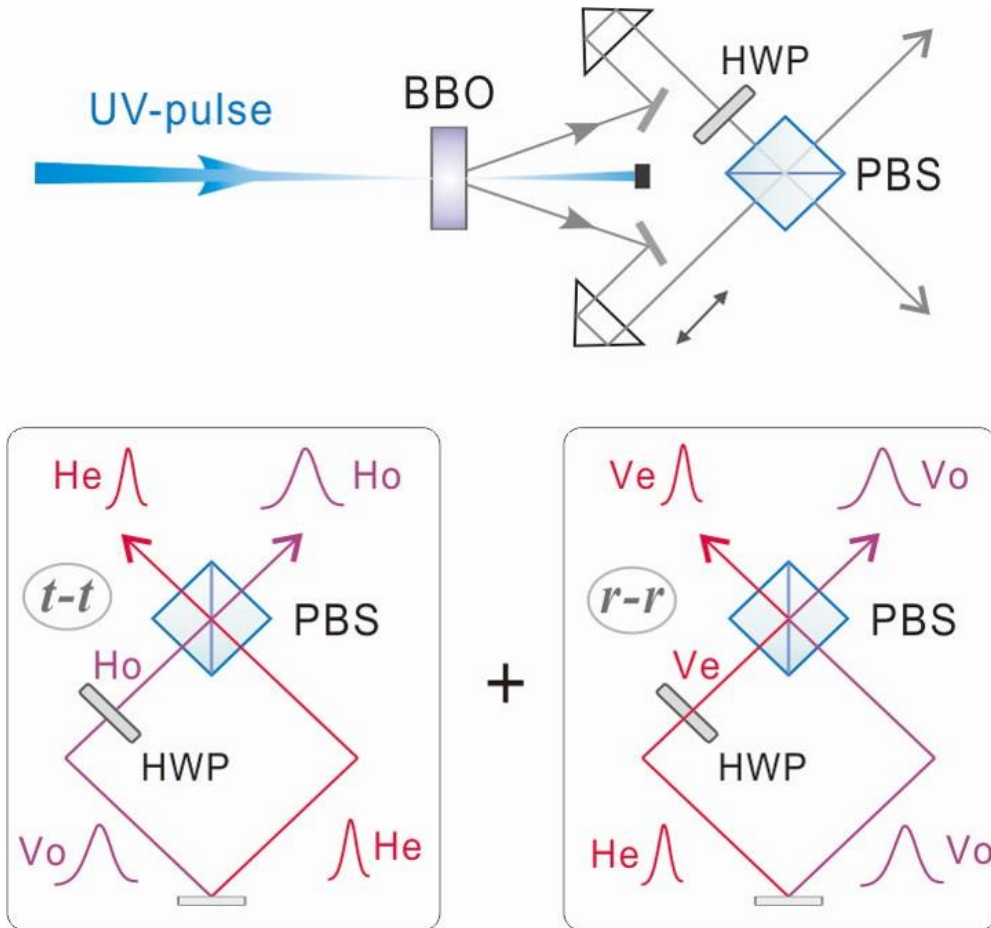 HWP
BBO
UV-pulse
PBS
He
Ho
t-t
PBS
Ho
HWP
Vo
He
+
Ve
Vo
r-r
PBS
Ve
HWP
He
Vo